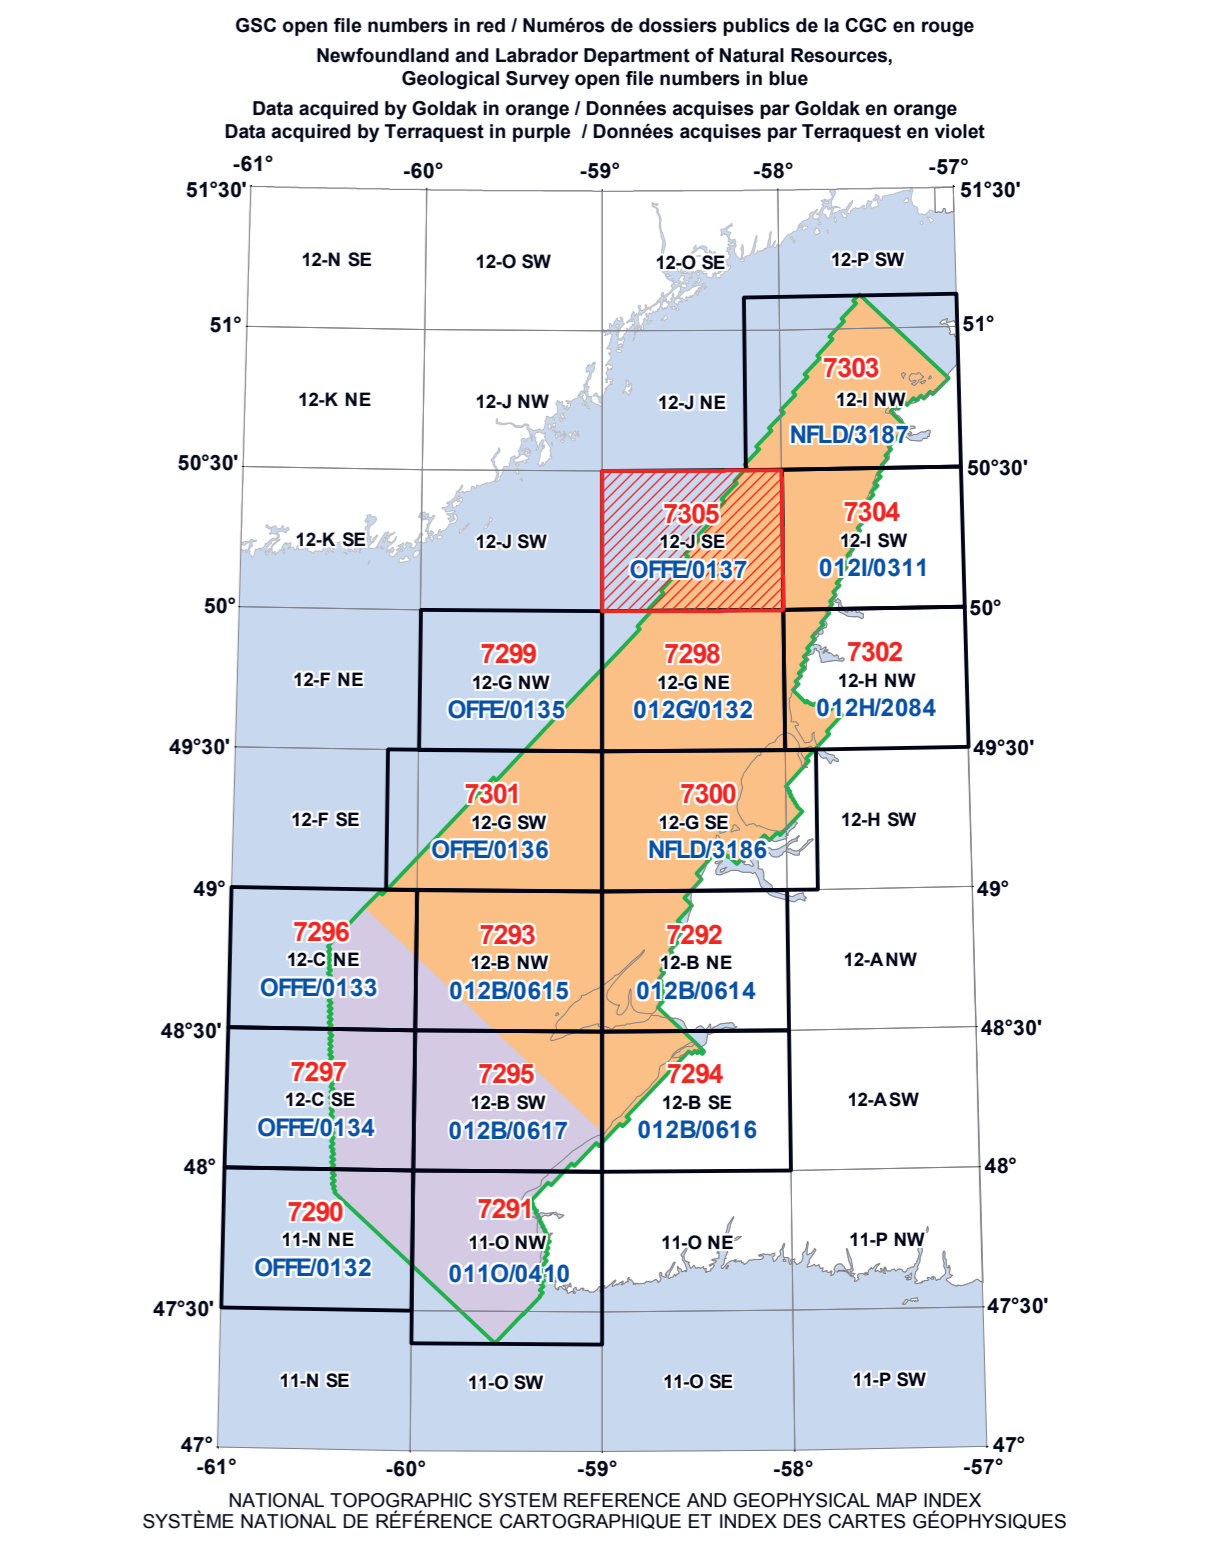 GSC open file numbers in red / Numéros de dossiers publics de la CGC en rouge
Newfoundland and Labrador Department of Natural Resources,
Geological Survey open file numbers in blue
Data acquired by Goldak in orange / Données acquises par Goldak en orange
Data acquired by Terraquest in purple / Données acquises par Terraquest en violet
-61° -60° -59° -58° -57°
51°30' 51°30'
12-N SE 12-O SW 12-O SE 12-P SW
51° 51°
7303
12-K NE 12-J NW 12-J NE 12-I NW
NFLD/3187
50°30' 50°30'
7305 7304
12-K SE 12-J SW 12-J SE 12-I SW
OFFE/0137 012I/0311
50° 50°
7299 7298 7302
12-F NE 12-G NW 12-G NE 12-H NW
OFFE/0135 012G/0132 012H/2084
49°30' 49°30'
7301 7300
12-F SE 12-G SW 12-G SE 12-H SW
OFFE/0136 NFLD/3186
49° 49°
7296 7293 7292
12-C NE 12-B NW 12-B NE 12-A NW
OFFE/0133 012B/0615 012B/0614
48°30' 48°30'
7297 7295 7294
12-C SE 12-B SW 12-B SE 12-A SW
OFFE/0134 012B/0617 012B/0616
48° 48°
7290 7291
11-N NE 11-O NW 11-O NE 11-P NW
OFFE/0132 011O/0410
47°30' 47°30'
11-N SE 11-O SW 11-O SE 11-P SW
47° 47°
-61° -60° -59° -58° -57°
NATIONAL TOPOGRAPHIC SYSTEM REFERENCE AND GEOPHYSICAL MAP INDEX
SYSTÈME NATIONAL DE RÉFÉRENCE CARTOGRAPHIQUE ET INDEX DES CARTES GÉOPHYSIQUES